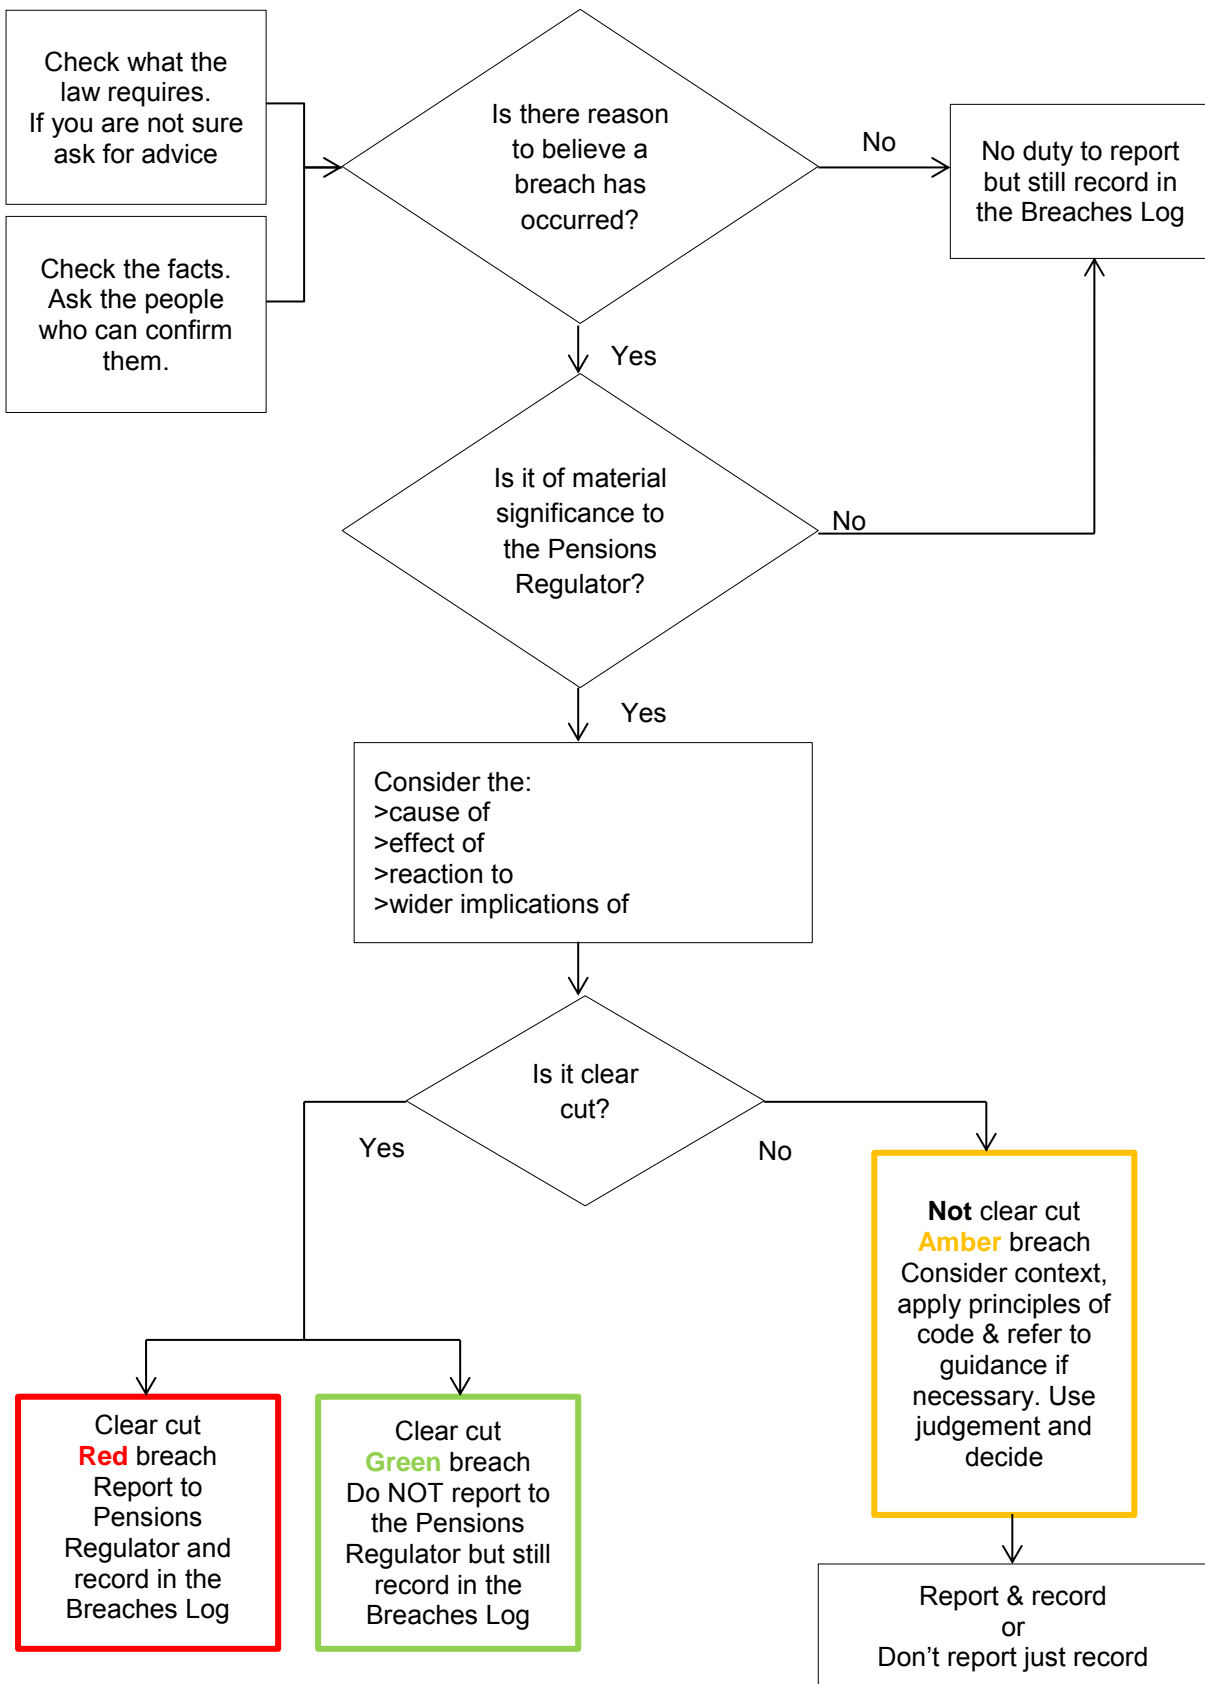 Check what the
law requires.
If you are not sure
ask for advice
Is there reason
to believe a
breach has
occurred?
No
No duty to report
but still record in
the Breaches Log
Check the facts.
Ask the people
who can confirm
them.
Yes
Is it of material
significance to
the Pensions
Regulator?
No
Yes
Consider the:
>cause of
>effect of
>reaction to
>wider implications of
Is it clear
cut?
Yes
No
Not clear cut
Amber breach
Consider context,
apply principles of
code & refer to
guidance if
necessary. Use
judgement and
decide
Clear cut
Red breach
Report to
Pensions
Regulator and
record in the
Breaches Log
Clear cut
Green breach
Do NOT report to
the Pensions
Regulator but still
record in the
Breaches Log
Report & record
or
Don’t report just record